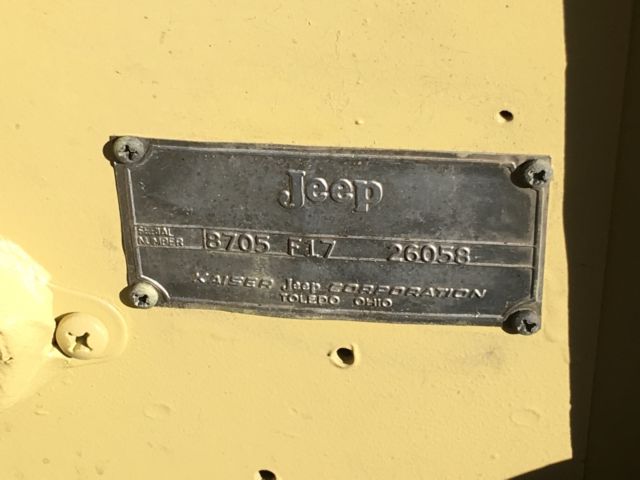 Jeep
SERIAL
NUMBER 8705 F17 26058
KAISER Jeep CORPORATION
TOLEDO OHIO